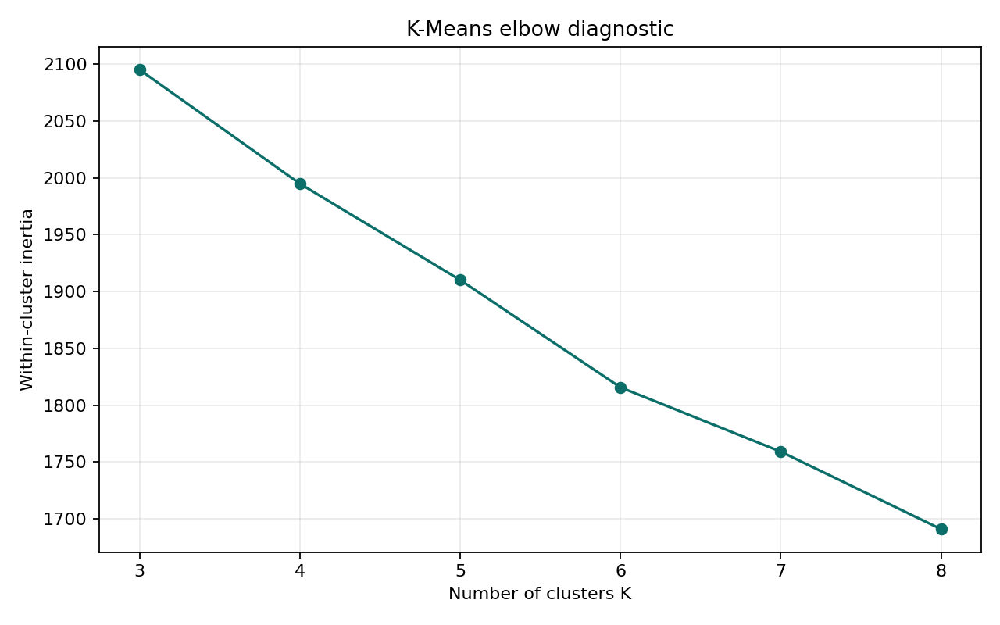 K-Means elbow diagnostic
2100
2050
2000
1950
1900
1850
1800
1750
1700
Within-cluster inertia
3 4 5 6 7 8
Number of clusters K